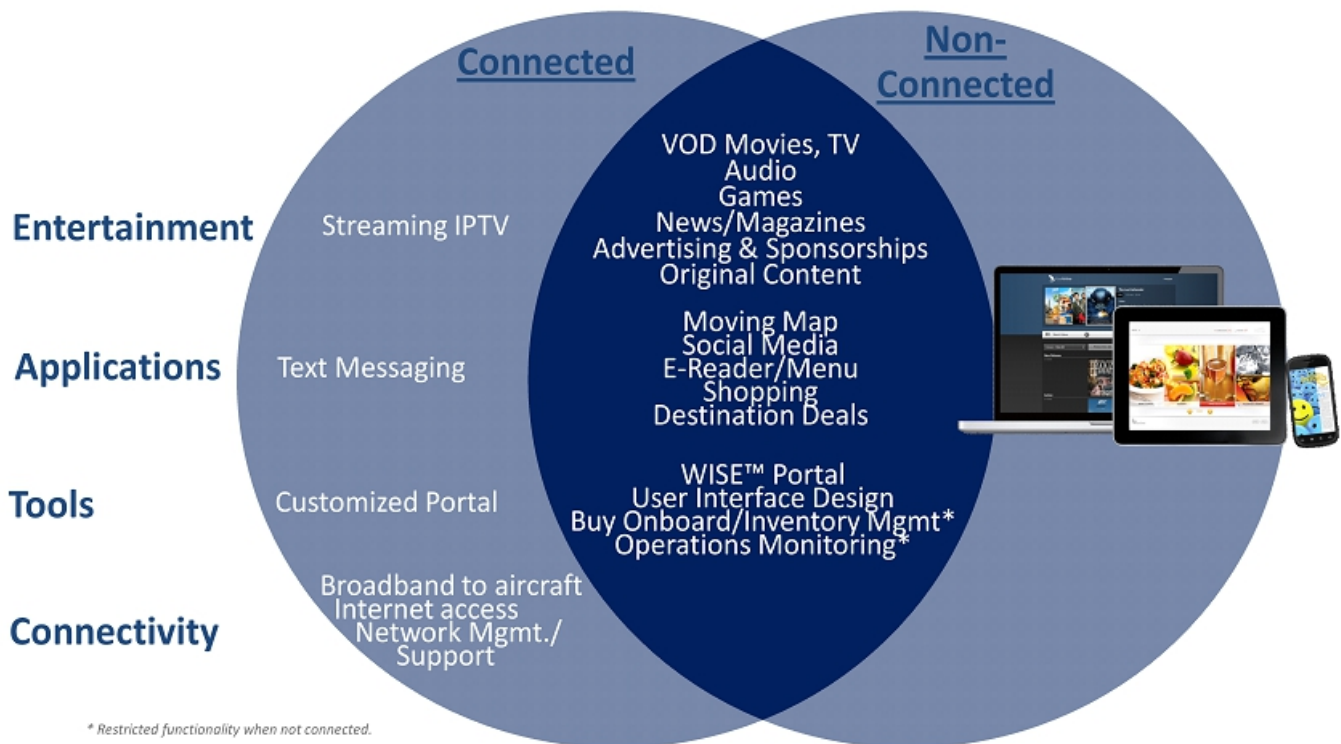 Connected
Non-
Connected
Entertainment
Streaming IPTV
VOD Movies, TV
Audio
Games
News/Magazines
Advertising & Sponsorships
Original Content
Applications
Text Messaging
Moving Map
Social Media
E-Reader/Menu
Shopping
Destination Deals
Tools
Customized Portal
WISE™ Portal
User Interface Design
Buy Onboard/Inventory Mgmt*
Operations Monitoring*
Connectivity
Broadband to aircraft
Internet access
Network Mgmt./
Support
* Restricted functionality when not connected.